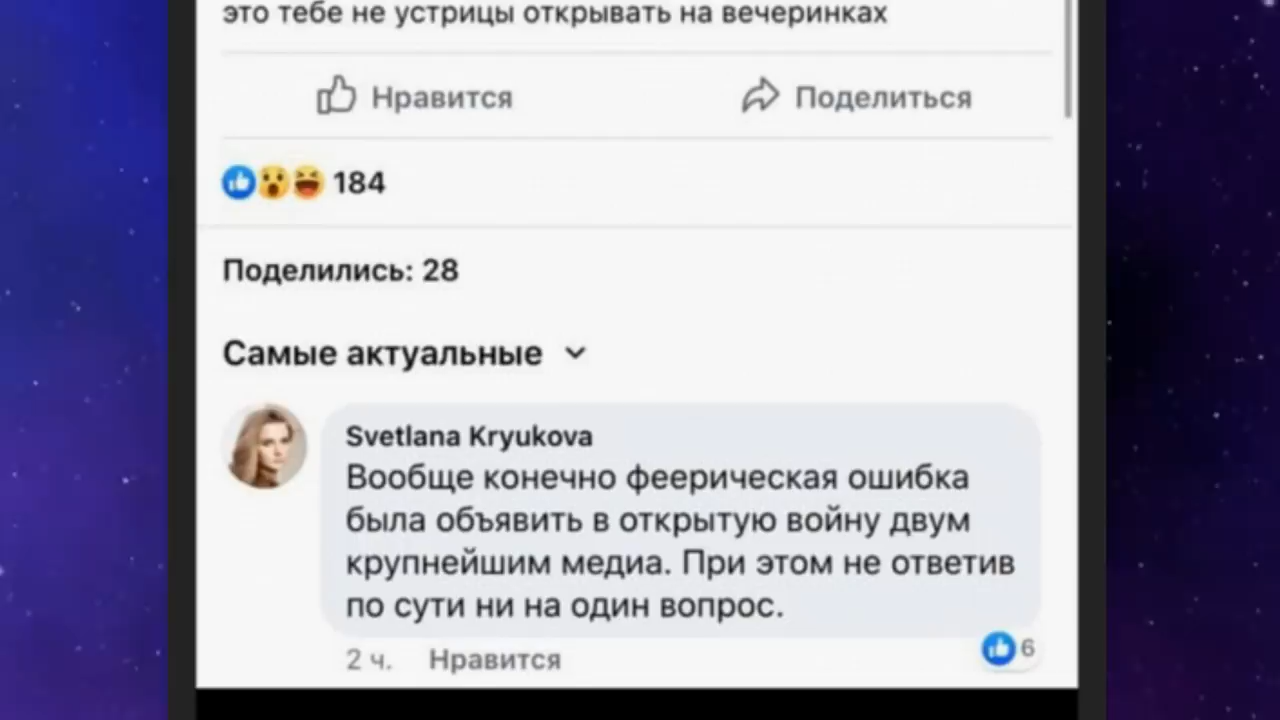 это тебе не устрицы открывать на вечеринках
Нравится
Поделиться
184
Поделились: 28
Самые актуальные
Svetlana Kryukova
Вообще конечно феерическая ошибка
была объявить в открытую войну двум
крупнейшим медиа. При этом не ответив
по сути ни на один вопрос.
2 ч. Нравится
6